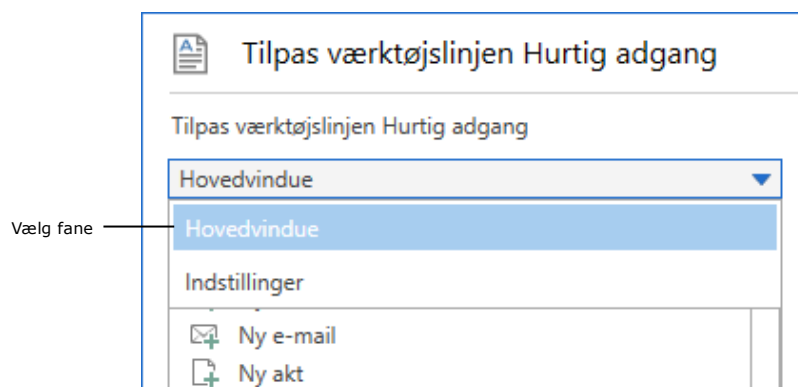 Tilpas værktøjslinjen Hurtig adgang
Tilpas værktøjslinjen Hurtig adgang
Hovedvindue
Vælg fane
Hovedvindue
Indstillinger
Ny e-mail
Ny akt